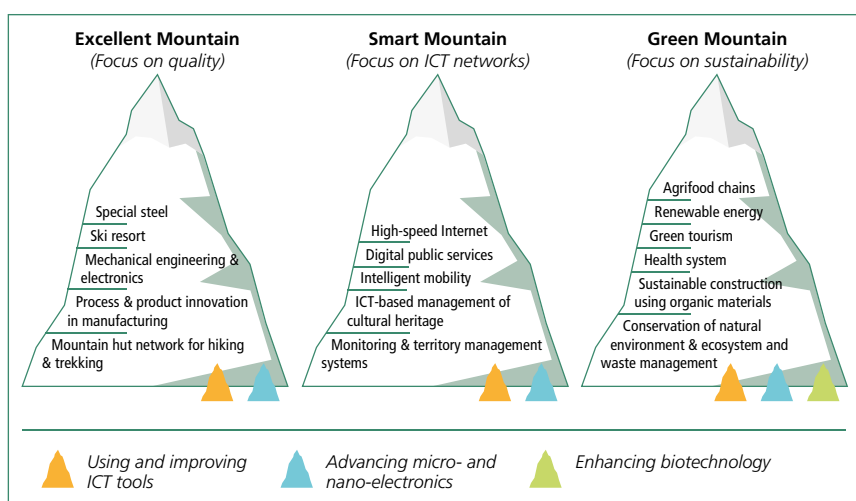 Excellent Mountain
(Focus on quality)
Special steel
Ski resort
Mechanical engineering &
electronics
Process & product innovation
in manufacturing
Mountain hut network for hiking
& trekking
Smart Mountain
(Focus on ICT networks)
High-speed Internet
Digital public services
Intelligent mobility
ICT-based management of
cultural heritage
Monitoring & territory management
systems
Green Mountain
(Focus on sustainability)
Agrifood chains
Renewable energy
Green tourism
Health system
Sustainable construction
using organic materials
Conservation of natural
environment & ecosystem and
waste management
Using and improving
ICT tools
Advancing micro- and
nano-electronics
Enhancing biotechnology